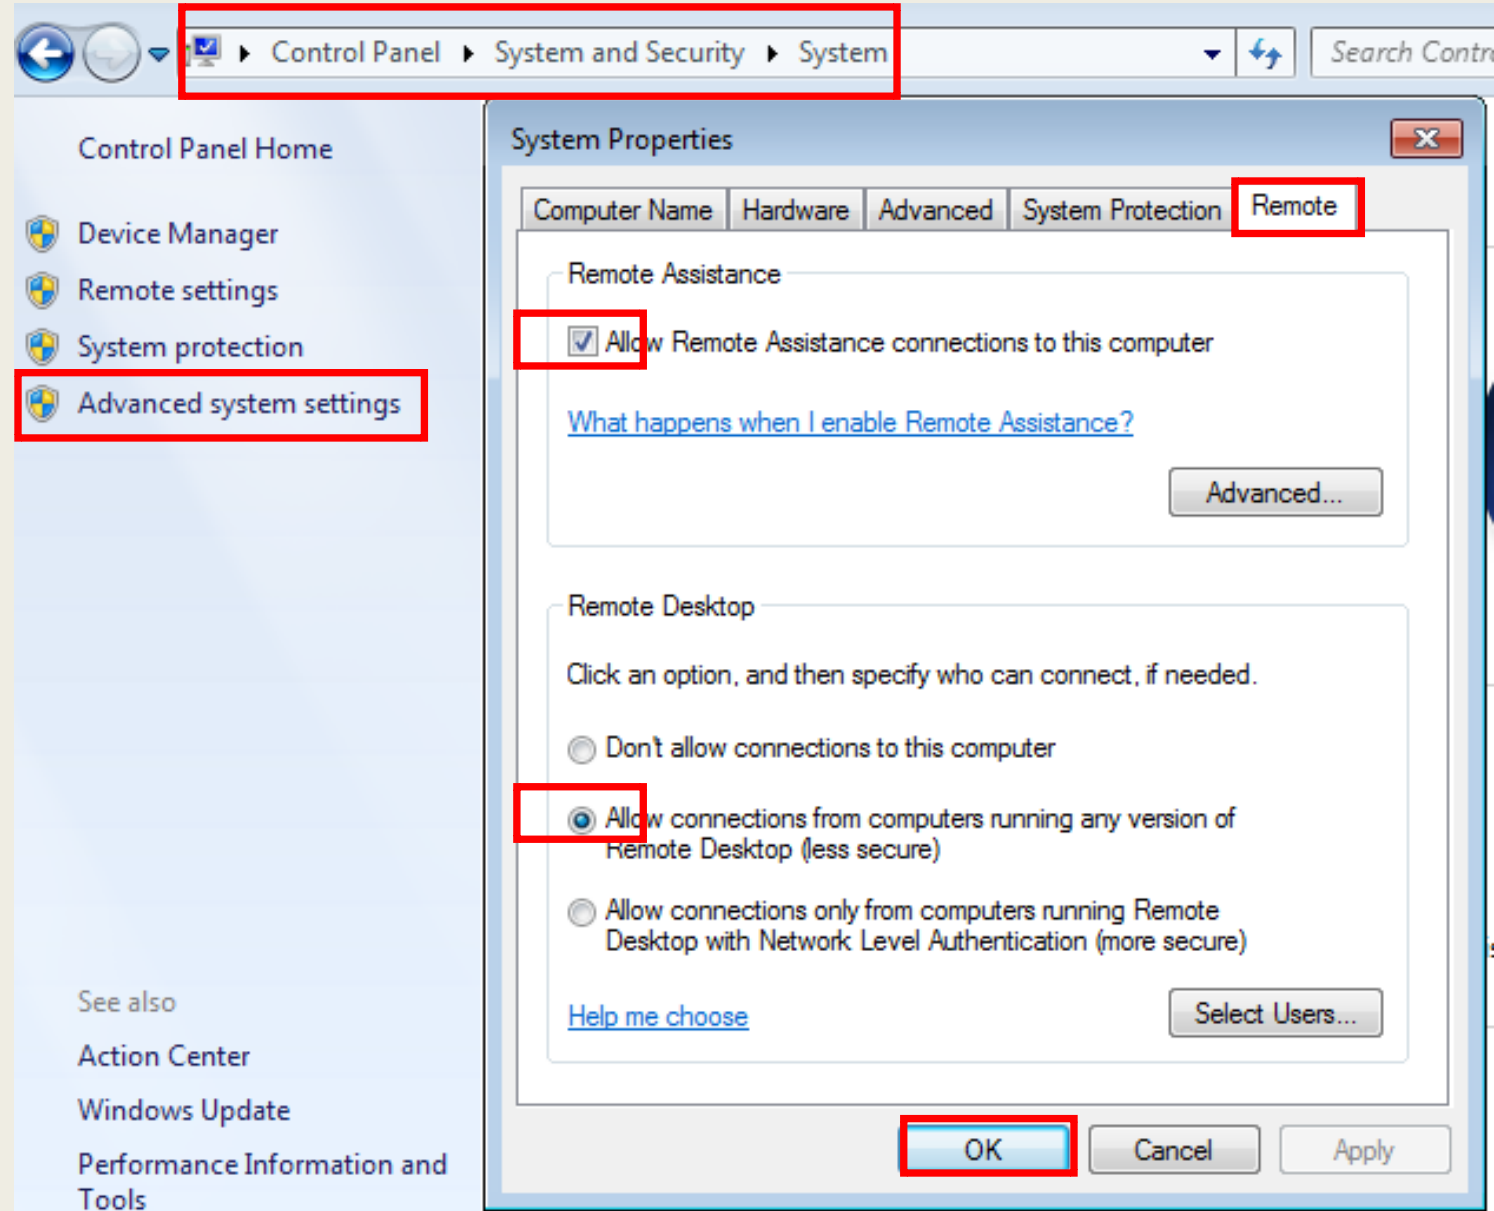 Control Panel System and Security System
Search Contro
Control Panel Home
Device Manager
Remote settings
System protection
Advanced system settings
See also
Action Center
Windows Update
Performance Information and
Tools
System Properties
Computer Name Hardware Advanced System Protection Remote
Remote Assistance
Allow Remote Assistance connections to this computer
What happens when I enable Remote Assistance?
Advanced...
Remote Desktop
Click an option, and then specify who can connect, if needed.
Don't allow connections to this computer
Allow connections from computers running any version of
Remote Desktop (less secure)
Allow connections only from computers running Remote
Desktop with Network Level Authentication (more secure)
Help me choose
Select Users...
OK Cancel Apply